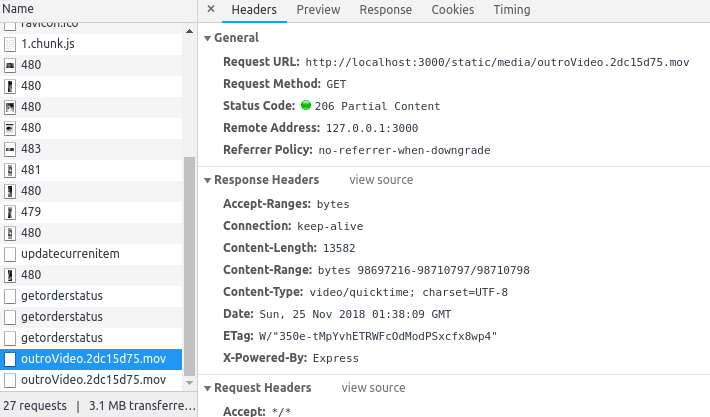 Name
favicon.ico
1.chunk.js
480
480
480
480
483
481
480
479
480
updatecurrenitem
480
getorderstatus
getorderstatus
getorderstatus
outroVideo.2dc15d75.mov
outroVideo.2dc15d75.mov
27 requests | 3.1 MB transferre...
× Headers Preview Response Cookies Timing
General
Request URL: http://localhost:3000/static/media/outroVideo.2dc15d75.mov
Request Method: GET
Status Code: 206 Partial Content
Remote Address: 127.0.0.1:3000
Referrer Policy: no-referrer-when-downgrade
Response Headers view source
Accept-Ranges: bytes
Connection: keep-alive
Content-Length: 13582
Content-Range: bytes 98697216-98710797/98710798
Content-Type: video/quicktime; charset=UTF-8
Date: Sun, 25 Nov 2018 01:38:09 GMT
ETag: W/"350e-tMpYvhETRWFcOdModPSxcfx8wp4"
X-Powered-By: Express
Request Headers view source
Accept: */*